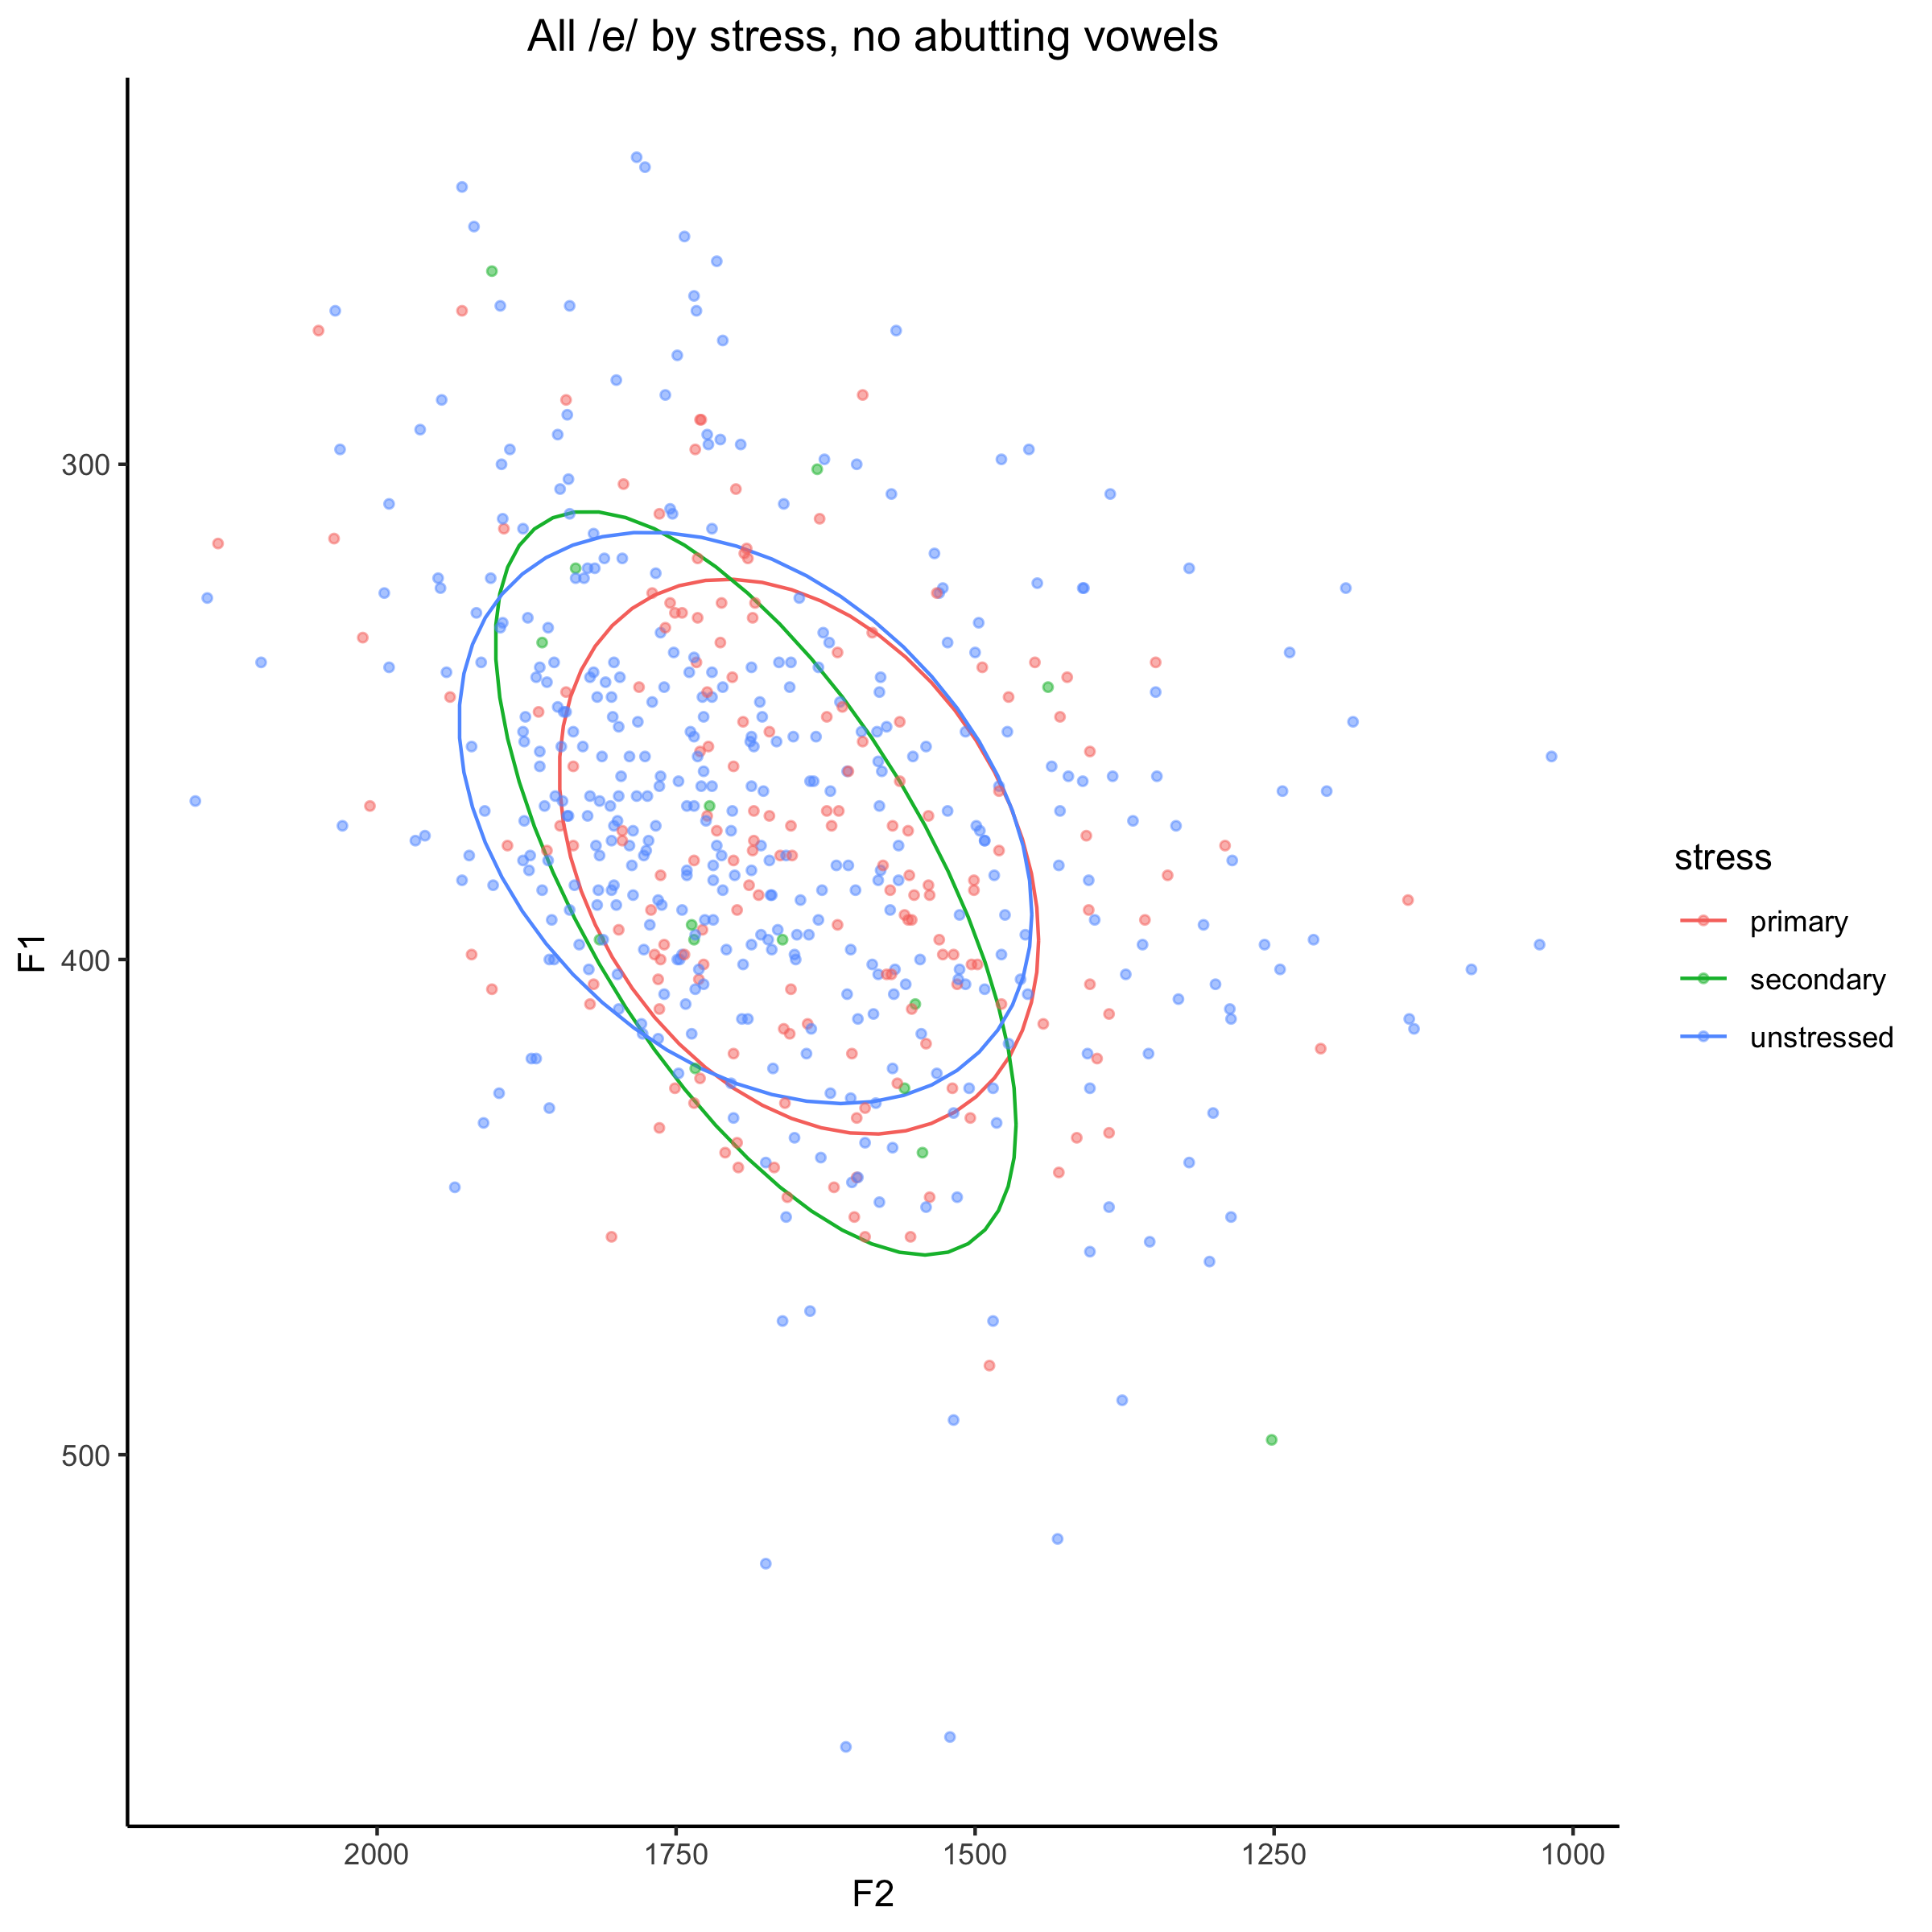 All /e/ by stress, no abutting vowels
F1
300
400
500
2000 1750 1500 1250 1000
F2
stress
primary
secondary
unstressed